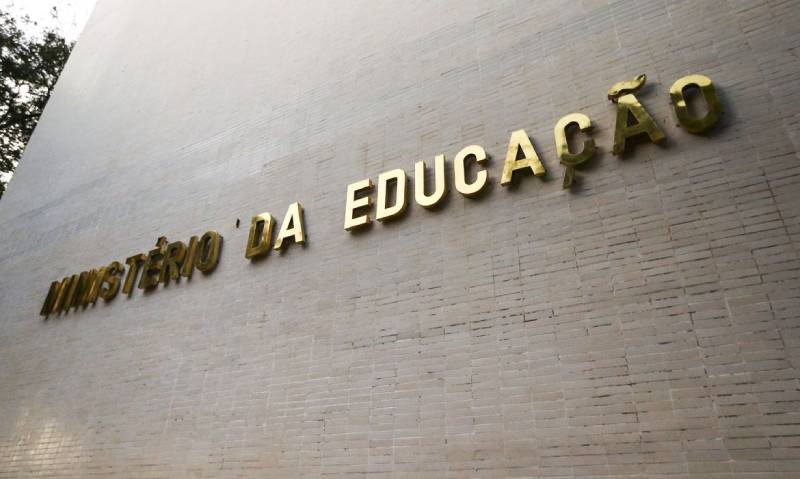 MINISTÉRIO DA EDUCAÇÃO